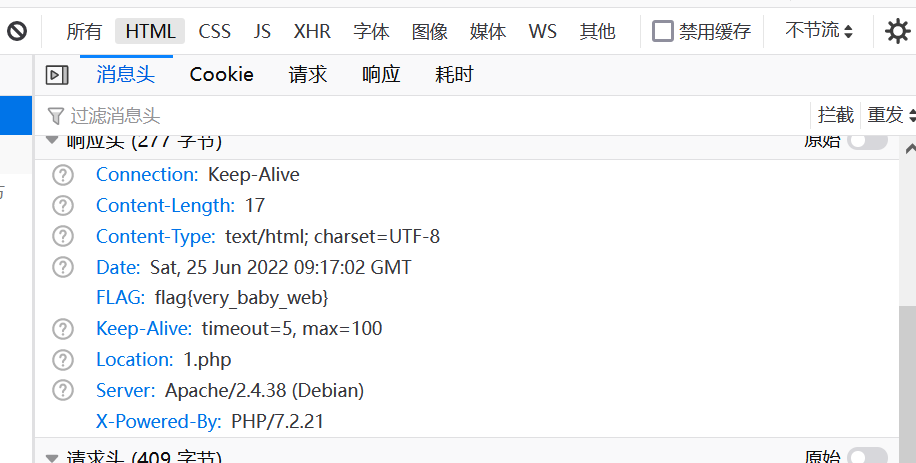 所有 HTML CSS JS XHR 字体 图像 媒体 WS 其他 禁用缓存 不节流
消息头 Cookie 请求 响应 耗时
过滤消息头 拦截 重发
响应头 (277 字节) 原始
Connection: Keep-Alive
Content-Length: 17
Content-Type: text/html; charset=UTF-8
Date: Sat, 25 Jun 2022 09:17:02 GMT
FLAG: flag{very_baby_web}
Keep-Alive: timeout=5, max=100
Location: 1.php
Server: Apache/2.4.38 (Debian)
X-Powered-By: PHP/7.2.21
请求头 (409 字节) 原始